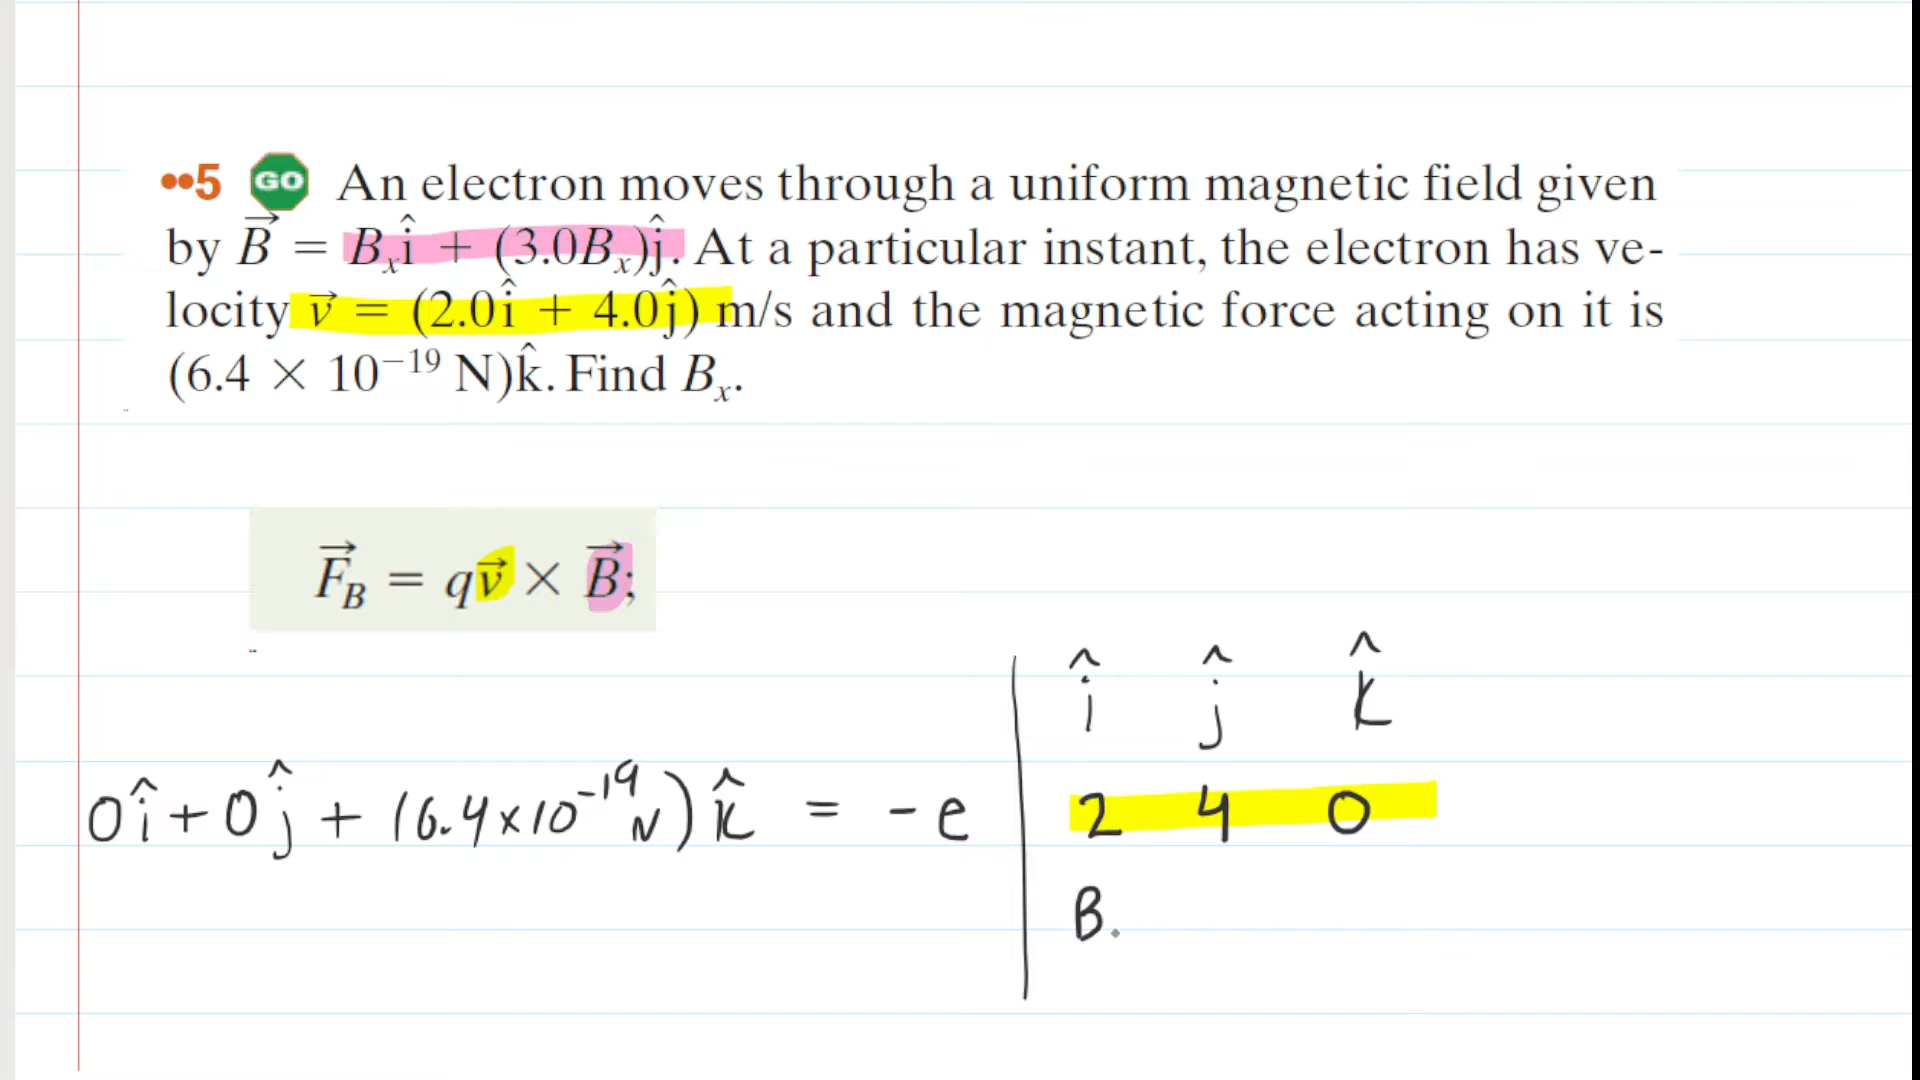 ••5 GO An electron moves through a uniform magnetic field given
by B⃗ = Bₓî + (3.0Bₓ)ĵ. At a particular instant, the electron has ve-
locity v⃗ = (2.0î + 4.0ĵ) m/s and the magnetic force acting on it is
(6.4 × 10⁻¹⁹ N)k̂. Find Bₓ.
F⃗_B = qv⃗ × B⃗;
î ĵ k̂
0î + 0ĵ + (6.4x10⁻¹⁹ N) k̂ = - e | 2 4 0
B.